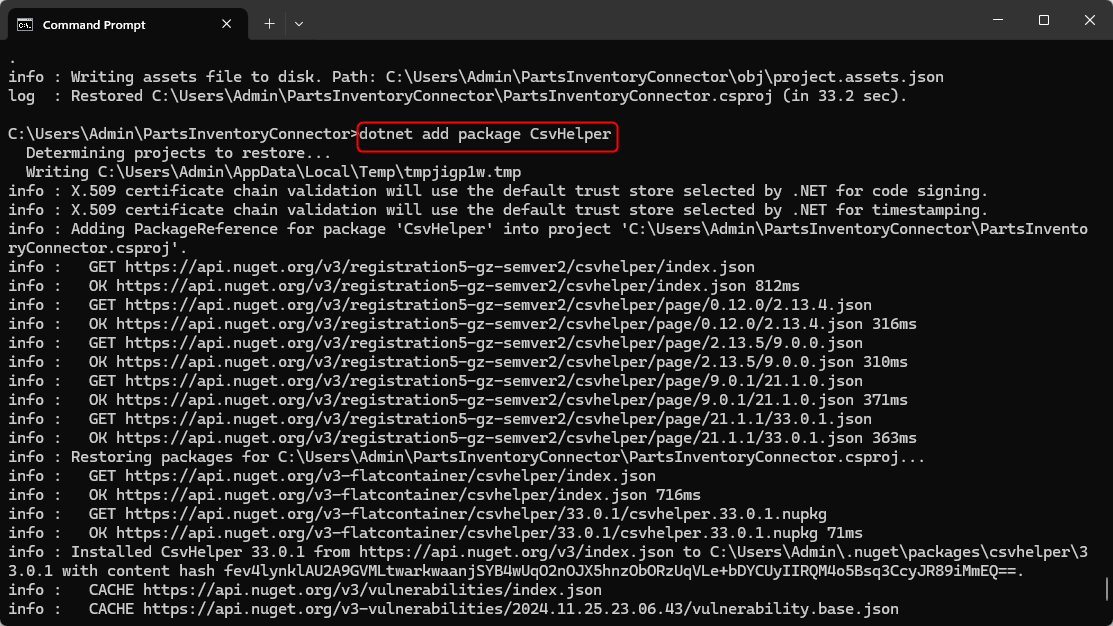 Command Prompt
.
info : Writing assets file to disk. Path: C:\Users\Admin\PartsInventoryConnector\obj\project.assets.json
log  : Restored C:\Users\Admin\PartsInventoryConnector\PartsInventoryConnector.csproj (in 33.2 sec).
C:\Users\Admin\PartsInventoryConnector>dotnet add package CsvHelper
  Determining projects to restore...
  Writing C:\Users\Admin\AppData\Local\Temp\tmpjigp1w.tmp
info : X.509 certificate chain validation will use the default trust store selected by .NET for code signing.
info : X.509 certificate chain validation will use the default trust store selected by .NET for timestamping.
info : Adding PackageReference for package 'CsvHelper' into project 'C:\Users\Admin\PartsInventoryConnector\PartsInvento
ryConnector.csproj'.
info :   GET https://api.nuget.org/v3/registration5-gz-semver2/csvhelper/index.json
info :   OK https://api.nuget.org/v3/registration5-gz-semver2/csvhelper/index.json 812ms
info :   GET https://api.nuget.org/v3/registration5-gz-semver2/csvhelper/page/0.12.0/2.13.4.json
info :   OK https://api.nuget.org/v3/registration5-gz-semver2/csvhelper/page/0.12.0/2.13.4.json 316ms
info :   GET https://api.nuget.org/v3/registration5-gz-semver2/csvhelper/page/2.13.5/9.0.0.json
info :   OK https://api.nuget.org/v3/registration5-gz-semver2/csvhelper/page/2.13.5/9.0.0.json 310ms
info :   GET https://api.nuget.org/v3/registration5-gz-semver2/csvhelper/page/9.0.1/21.1.0.json
info :   OK https://api.nuget.org/v3/registration5-gz-semver2/csvhelper/page/9.0.1/21.1.0.json 371ms
info :   GET https://api.nuget.org/v3/registration5-gz-semver2/csvhelper/page/21.1.1/33.0.1.json
info :   OK https://api.nuget.org/v3/registration5-gz-semver2/csvhelper/page/21.1.1/33.0.1.json 363ms
info : Restoring packages for C:\Users\Admin\PartsInventoryConnector\PartsInventoryConnector.csproj...
info :   GET https://api.nuget.org/v3-flatcontainer/csvhelper/index.json
info :   OK https://api.nuget.org/v3-flatcontainer/csvhelper/index.json 716ms
info :   GET https://api.nuget.org/v3-flatcontainer/csvhelper/33.0.1/csvhelper.33.0.1.nupkg
info :   OK https://api.nuget.org/v3-flatcontainer/csvhelper/33.0.1/csvhelper.33.0.1.nupkg 71ms
info : Installed CsvHelper 33.0.1 from https://api.nuget.org/v3/index.json to C:\Users\Admin\.nuget\packages\csvhelper\3
3.0.1 with content hash fev4lynklAU2A9GVMLtwarkwaanjSYB4wUqO2nOJX5hnzObORzUqVLe+bDYCUyIIRQM4o5Bsq3CcyJR89iMmEQ==.
info :   CACHE https://api.nuget.org/v3/vulnerabilities/index.json
info :   CACHE https://api.nuget.org/v3-vulnerabilities/2024.11.25.23.06.43/vulnerability.base.json